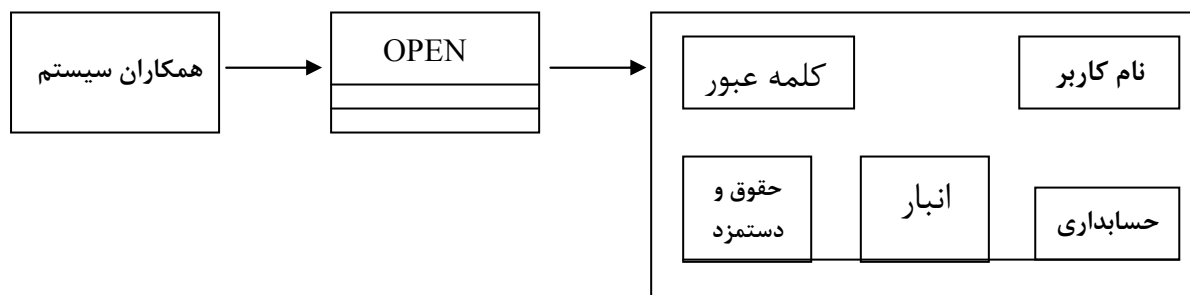 همکاران سیستم
OPEN
نام کاربر
کلمه عبور
حسابداری
انبار
حقوق و
دستمزد